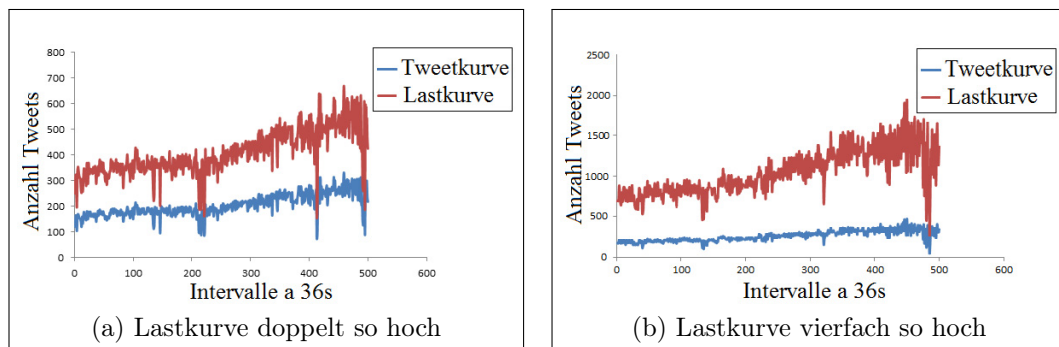 800
700
600
500
400
300
200
100
0
0 100 200 300 400 500 600
Anzahl Tweets
Intervalle a 36s
Tweetkurve
Lastkurve
(a) Lastkurve doppelt so hoch
2500
2000
1500
1000
500
0
0 100 200 300 400 500 600
Anzahl Tweets
Intervalle a 36s
Tweetkurve
Lastkurve
(b) Lastkurve vierfach so hoch